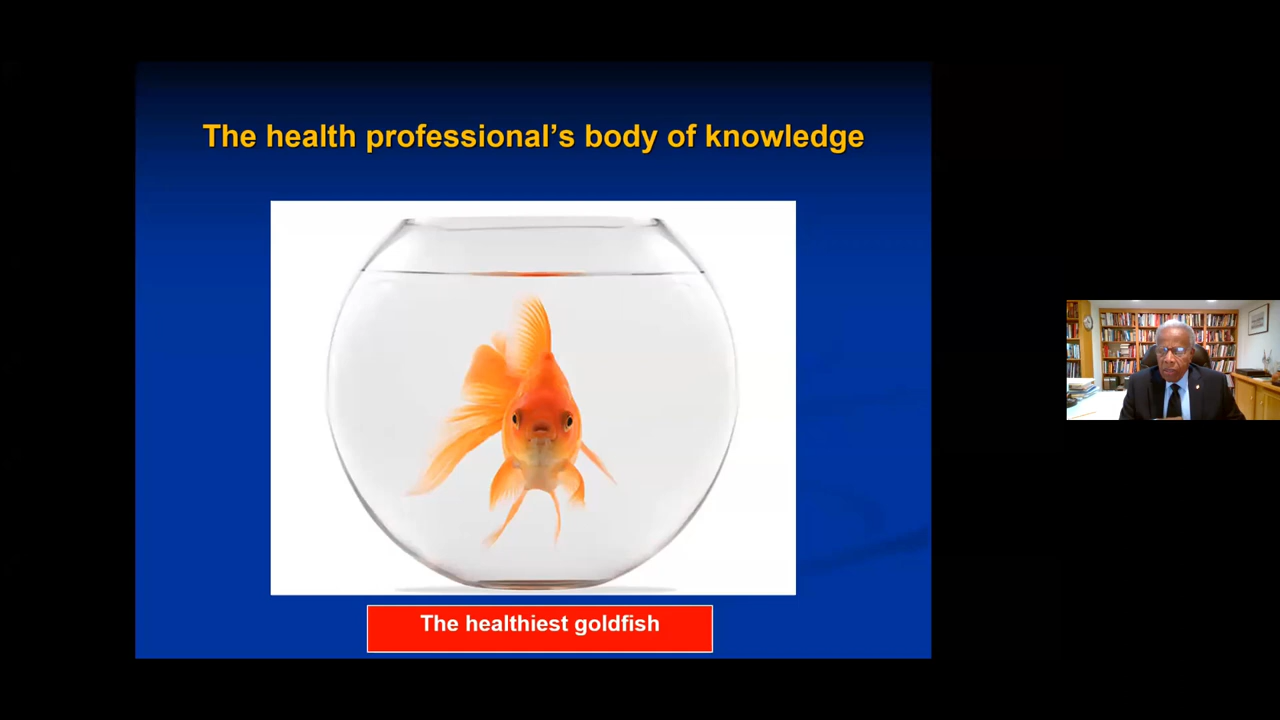 The health professional’s body of knowledge
The healthiest goldfish